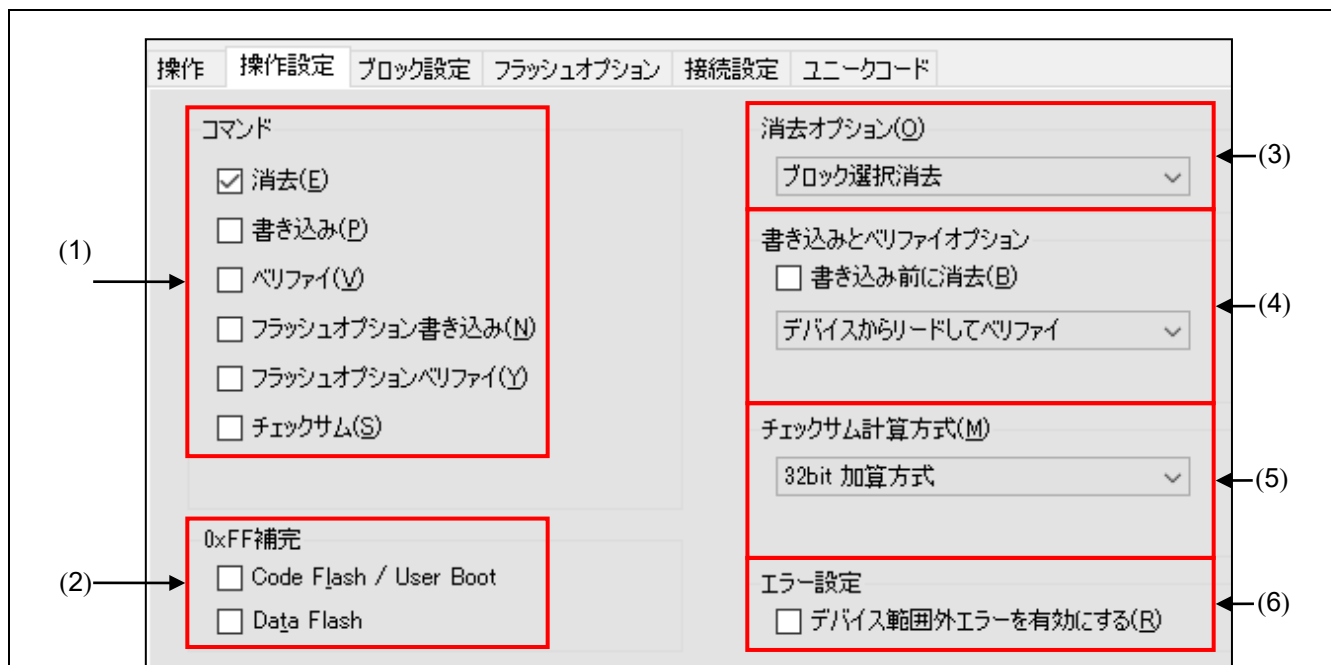 操作 操作設定 ブロック設定 フラッシュオプション 接続設定 ユニークコード
(1)
コマンド
消去(E)
書き込み(P)
ベリファイ(V)
フラッシュオプション書き込み(N)
フラッシュオプションベリファイ(Y)
チェックサム(S)
(2)
0xFF補完
Code Flash / User Boot
Data Flash
消去オプション(O)
ブロック選択消去
(3)
書き込みとベリファイオプション
書き込み前に消去(B)
デバイスからリードしてベリファイ
(4)
チェックサム計算方式(M)
32bit 加算方式
(5)
エラー設定
デバイス範囲外エラーを有効にする(R)
(6)